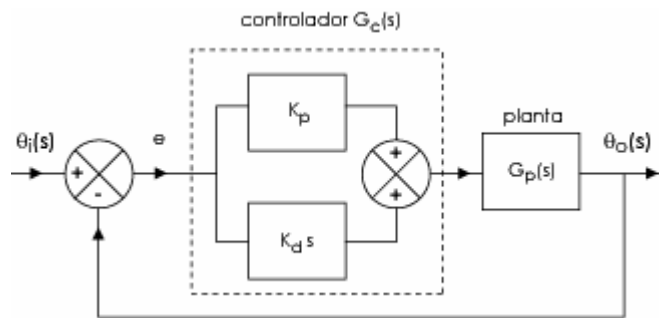 controlador G_c(s)
K_p
planta
θ_i(s)
e
θ_o(s)
+
+
-
+
G_p(s)
K_d s